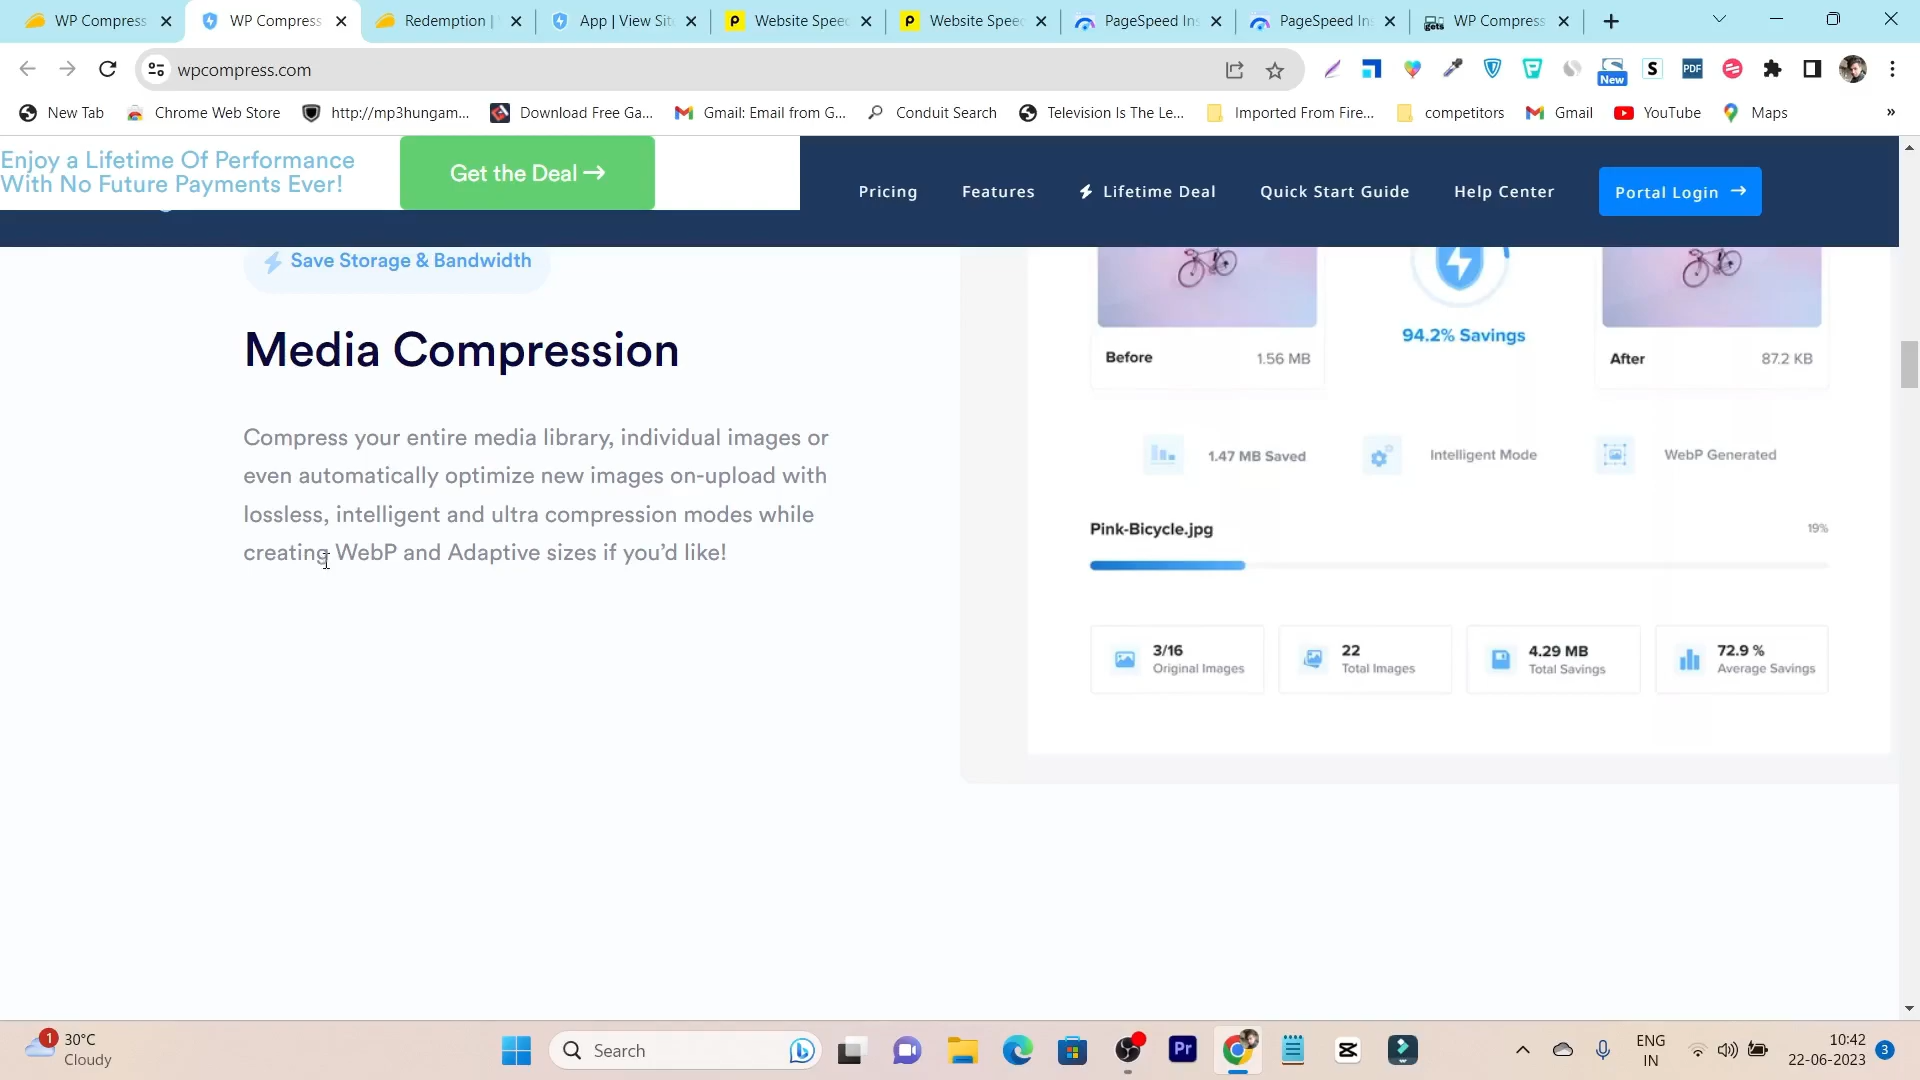 WP Compress
WP Compress
Redemption |
App | View Sit
Website Spee
Website Spee
PageSpeed In
PageSpeed In
WP Compress
wpcompress.com
New
S
PDF
New Tab
Chrome Web Store
http://mp3hungam...
Download Free Ga...
Gmail: Email from G...
Conduit Search
Television Is The Le...
Imported From Fire...
competitors
Gmail
YouTube
Maps
»
Enjoy a Lifetime Of Performance
With No Future Payments Ever!
Get the Deal →
Pricing
Features
Lifetime Deal
Quick Start Guide
Help Center
Portal Login →
Save Storage & Bandwidth
Media Compression
Compress your entire media library, individual images or
even automatically optimize new images on-upload with
lossless, intelligent and ultra compression modes while
creating WebP and Adaptive sizes if you’d like!
94.2% Savings
Before
1.56 MB
After
87.2 KB
1.47 MB Saved
Intelligent Mode
WebP Generated
Pink-Bicycle.jpg
19%
3/16
Original Images
22
Total Images
4.29 MB
Total Savings
72.9 %
Average Savings
1
30°C
Cloudy
Search
Pr
ENG
IN
10:42
22-06-2023
3